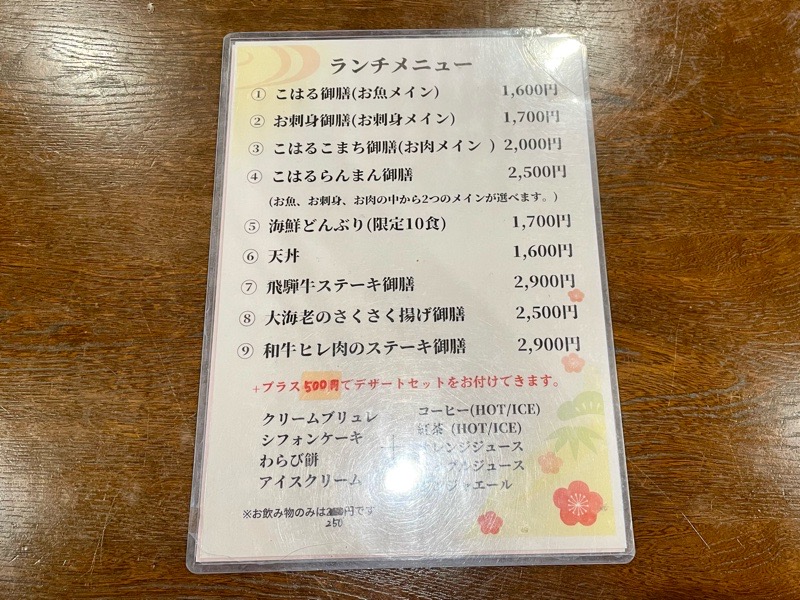 ランチメニュー
① こはる御膳(お魚メイン) 1,600円
② お刺身御膳(お刺身メイン) 1,700円
③ こはるこまち御膳(お肉メイン ) 2,000円
④ こはるらんまん御膳 2,500円
(お魚、お刺身、お肉の中から2つのメインが選べます。)
⑤ 海鮮どんぶり(限定10食) 1,700円
⑥ 天丼 1,600円
⑦ 飛騨牛ステーキ御膳 2,900円
⑧ 大海老のさくさく揚げ御膳 2,500円
⑨ 和牛ヒレ肉のステーキ御膳 2,900円
+プラス500円でデザートセットをお付けできます。
クリームブリュレ
シフォンケーキ
わらび餅
アイスクリーム
+
コーヒー(HOT/ICE)
紅茶 (HOT/ICE)
オレンジジュース
ジュース
ジャエール
※お飲み物のみは円です
250